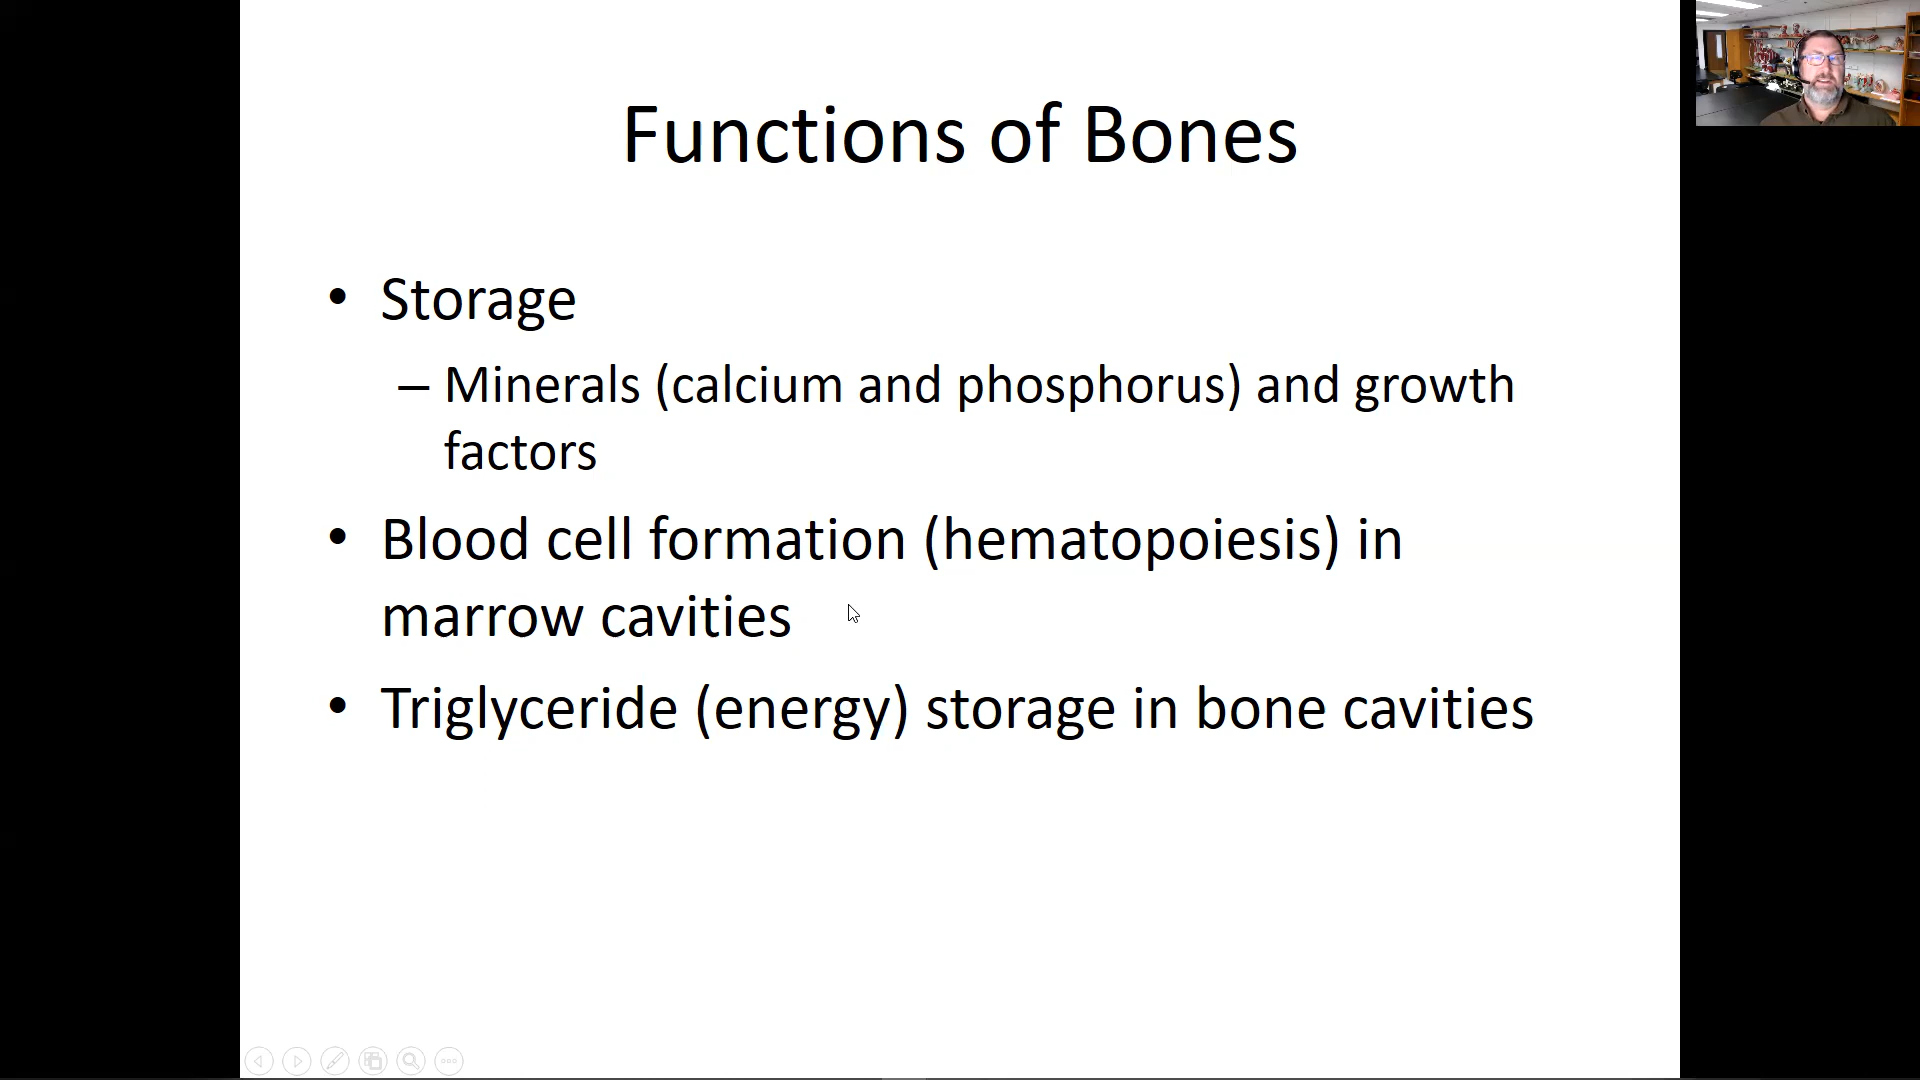 Functions of Bones
• Storage
– Minerals (calcium and phosphorus) and growth
factors
• Blood cell formation (hematopoiesis) in
marrow cavities
• Triglyceride (energy) storage in bone cavities